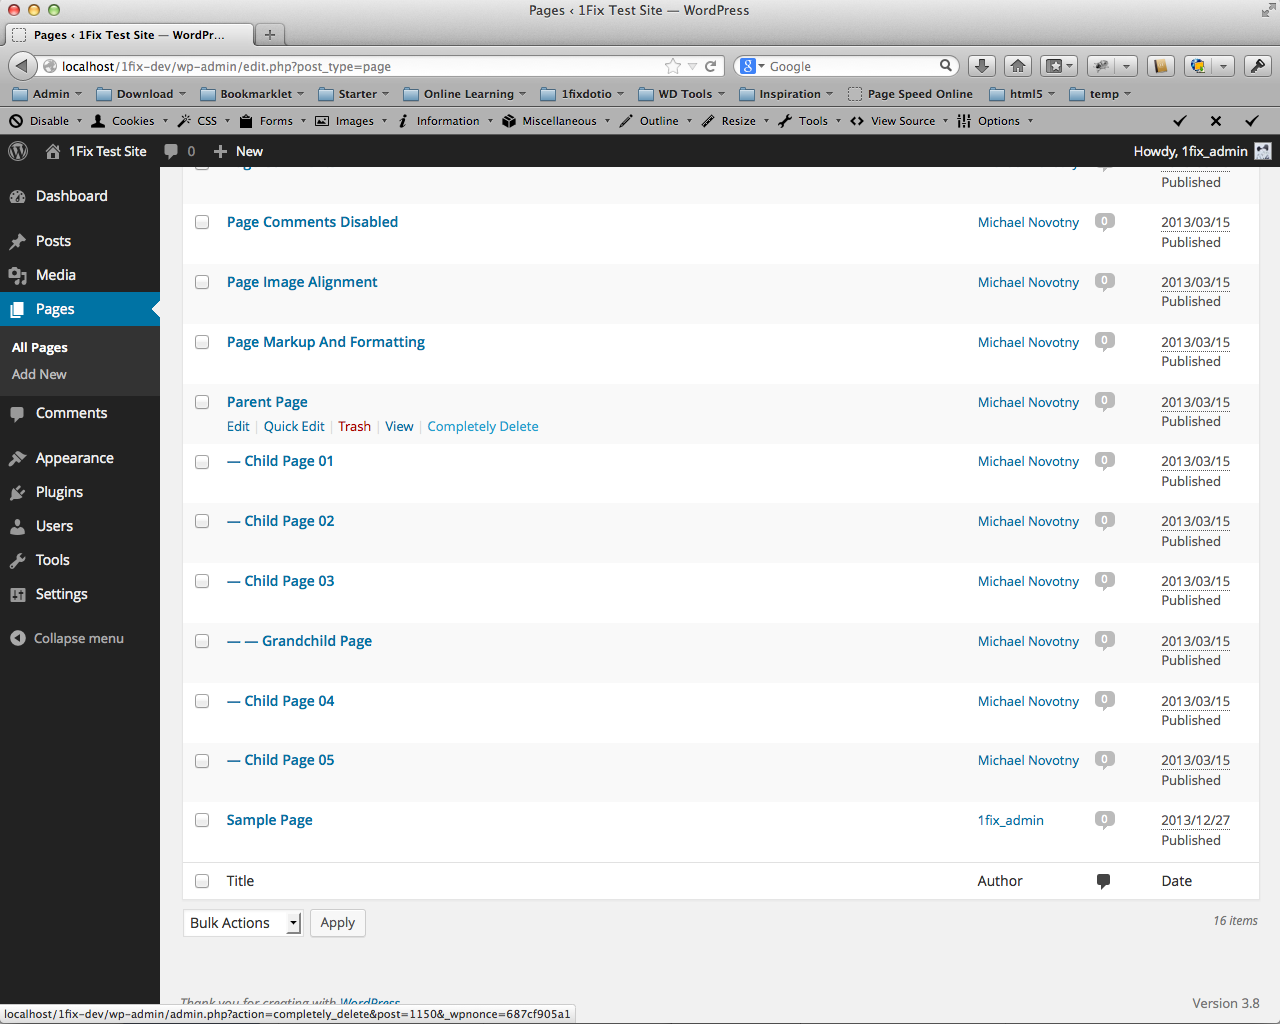 Pages ‹ 1Fix Test Site — WordPress
Pages ‹ 1Fix Test Site — WordPr...
localhost/1fix-dev/wp-admin/edit.php?post_type=page
Google
Admin Download Bookmarklet Starter Online Learning 1fixdotio WD Tools Inspiration Page Speed Online html5 temp
Disable Cookies CSS Forms Images Information Miscellaneous Outline Resize Tools View Source Options
1Fix Test Site 0 New Howdy, 1fix_admin
Published
Dashboard
Posts
Media
Pages
All Pages
Add New
Comments
Appearance
Plugins
Users
Tools
Settings
Collapse menu
Page Comments Disabled Michael Novotny 0 2013/03/15
Published
Page Image Alignment Michael Novotny 0 2013/03/15
Published
Page Markup And Formatting Michael Novotny 0 2013/03/15
Published
Parent Page Michael Novotny 0 2013/03/15
Published
Edit | Quick Edit | Trash | View | Completely Delete
— Child Page 01 Michael Novotny 0 2013/03/15
Published
— Child Page 02 Michael Novotny 0 2013/03/15
Published
— Child Page 03 Michael Novotny 0 2013/03/15
Published
— — Grandchild Page Michael Novotny 0 2013/03/15
Published
— Child Page 04 Michael Novotny 0 2013/03/15
Published
— Child Page 05 Michael Novotny 0 2013/03/15
Published
Sample Page 1fix_admin 0 2013/12/27
Published
Title Author Date
Bulk Actions Apply 16 items
Thank you for creating with WordPress Version 3.8
localhost/1fix-dev/wp-admin/admin.php?action=completely_delete&post=1150&_wpnonce=687cf905a1